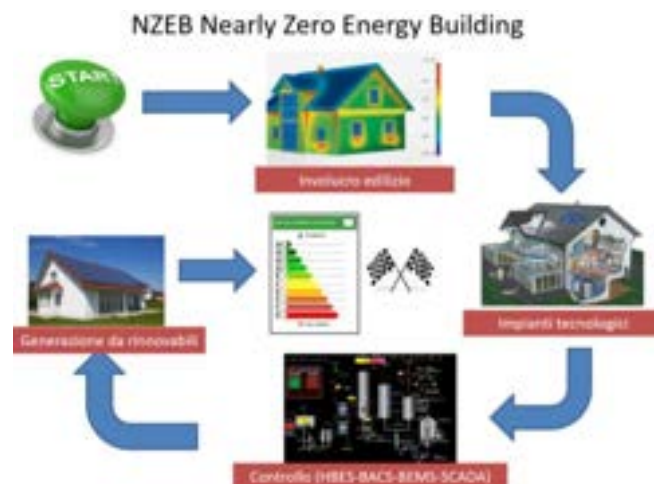 NZEB Nearly Zero Energy Building
START
Involucro edilizio
Impianti tecnologici
Generazione da rinnovabili
Controllo (HBES-BACS-BEMS-SCADA)